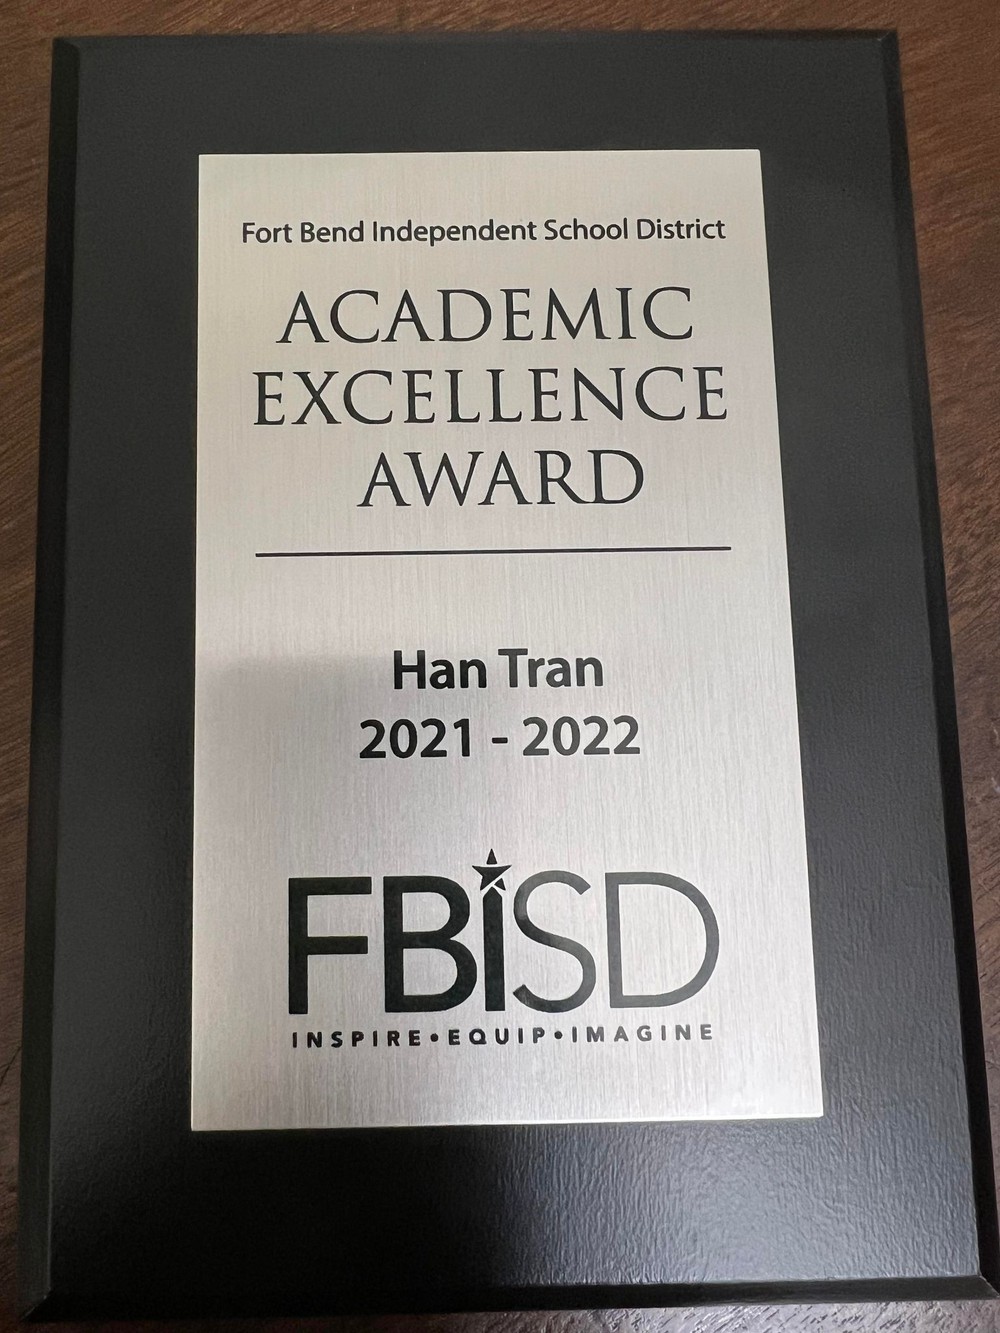 Fort Bend Independent School District
ACADEMIC
EXCELLENCE
AWARD
Han Tran
2021 - 2022
FBiSD
INSPIRE•EQUIP•IMAGINE